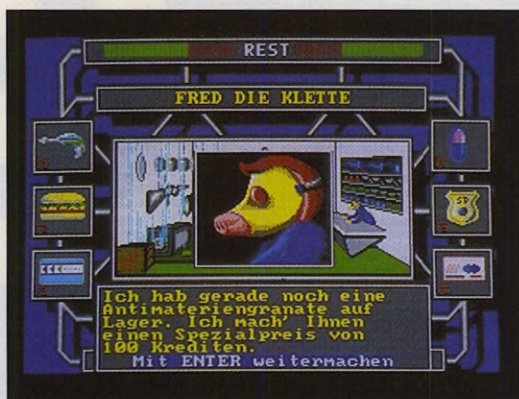 REST
FRED DIE KLETTE
ST
Ich hab gerade noch eine
Antimateriengranate auf
Lager. Ich mach' Ihnen
einen Spezialpreis von
100 Krediten.
Mit ENTER weitermachen